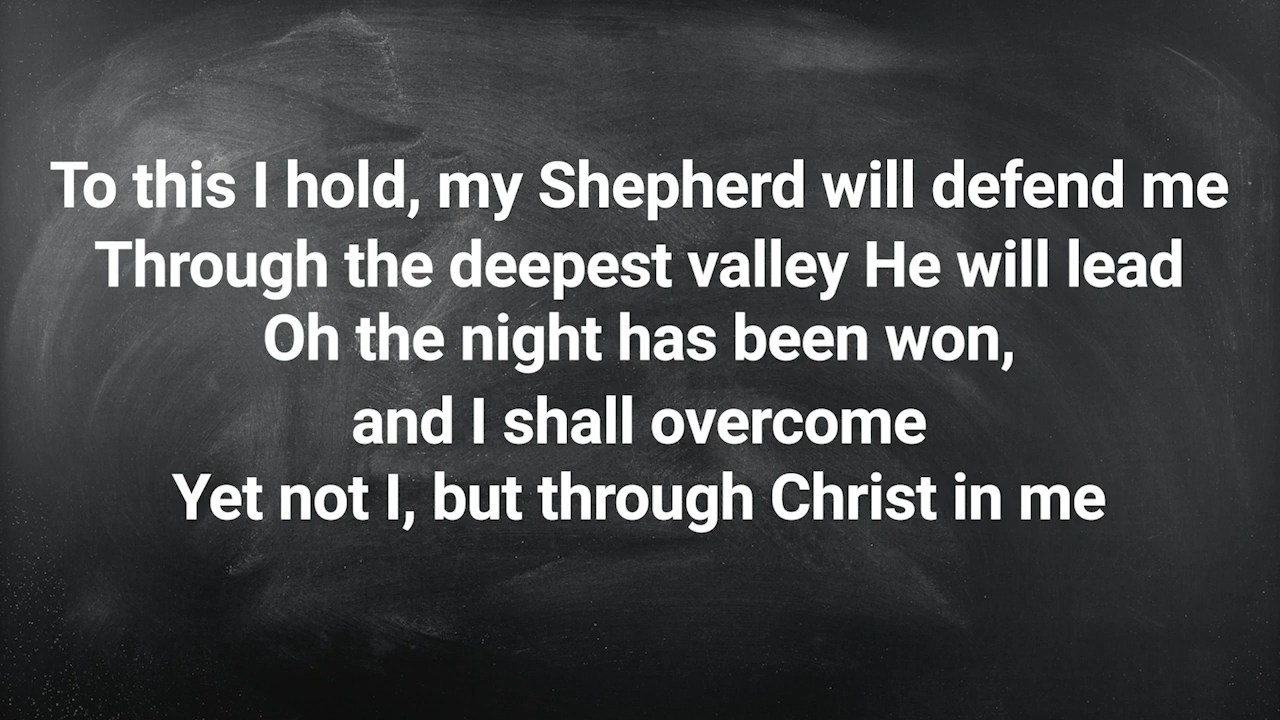 To this I hold, my Shepherd will defend me
Through the deepest valley He will lead
Oh the night has been won,
and I shall overcome
Yet not I, but through Christ in me